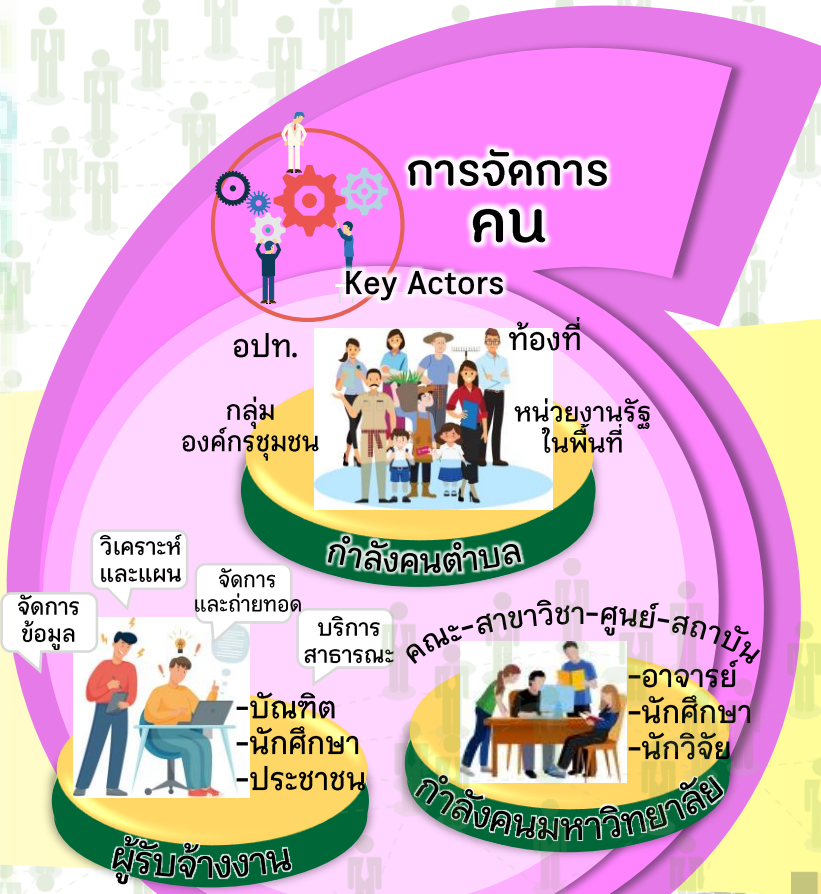 การจัดการ
คน
Key Actors
อปท.
ท้องที่
กลุ่ม
องค์กรชุมชน
หน่วยงานรัฐ
ในพื้นที่
กำลังคนตำบล
วิเคราะห์
และแผน
จัดการ
และถ่ายทอด
จัดการ
ข้อมูล
บริการ
สาธารณะ
-บัณฑิต
-นักศึกษา
-ประชาชน
ผู้รับจ้างงาน
คณะ-สาขาวิชา-ศูนย์-สถาบัน
-อาจารย์
-นักศึกษา
-นักวิจัย
กำลังคนมหาวิทยาลัย